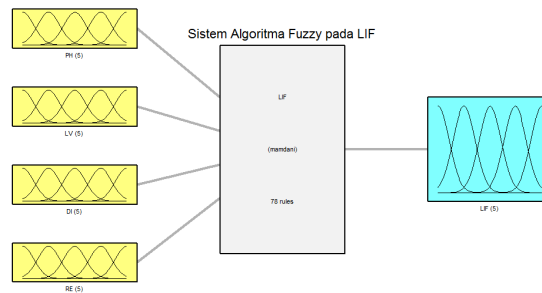 Sistem Algoritma Fuzzy pada LIF
PH (5)
LV (5)
DI (5)
RE (5)
LIF
(mamdani)
78 rules
LIF (5)